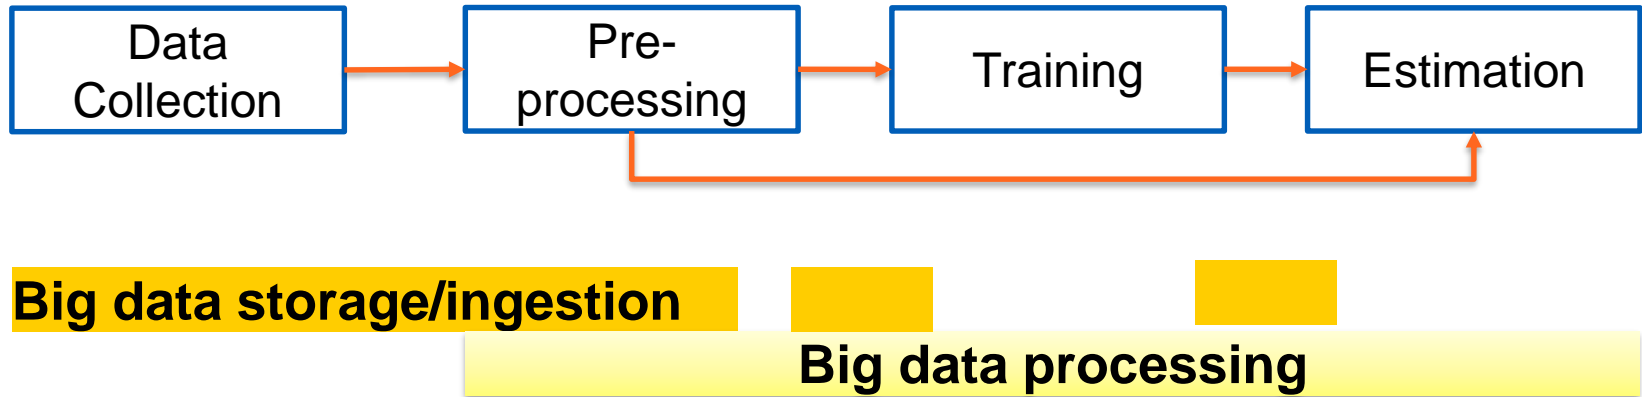 Data
Collection
Pre-
processing
Training
Estimation
Big data storage/ingestion
Big data processing